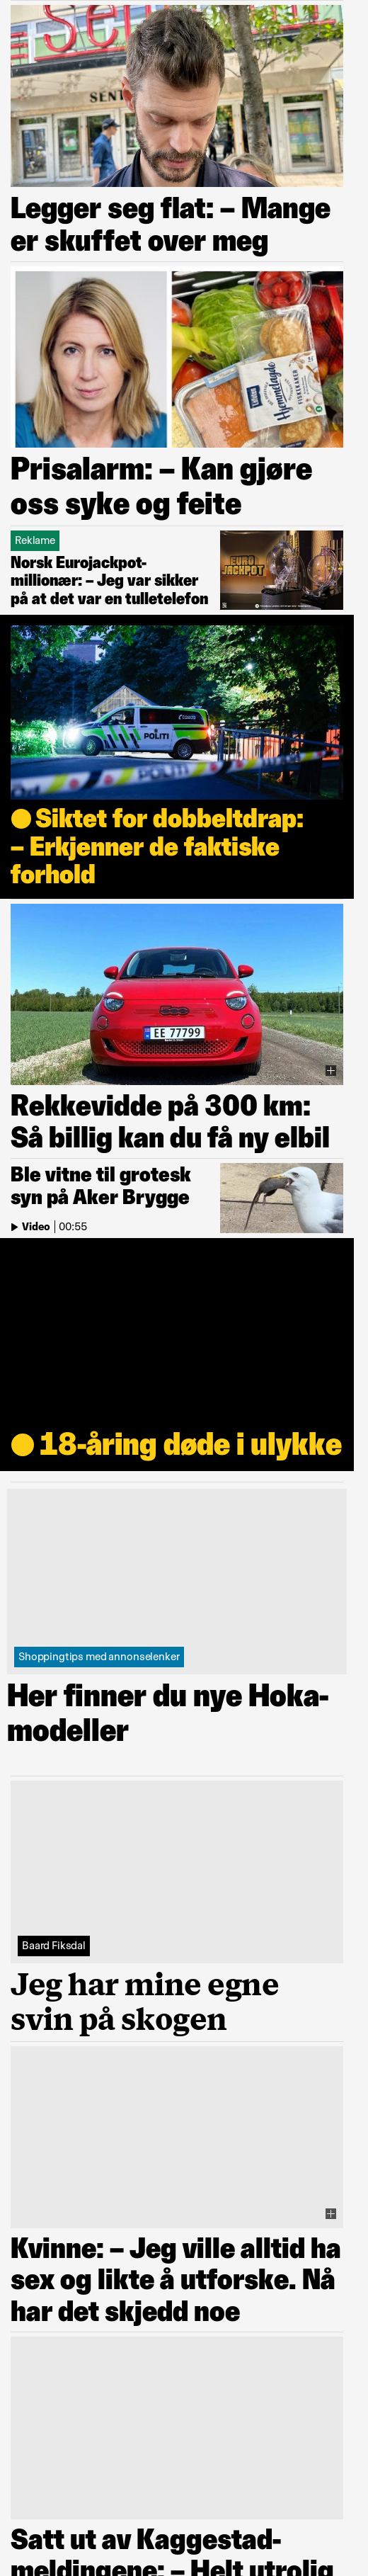 SENT
Legger seg flat: – Mange
er skuffet over meg
Hjemmelagde
FISKEKAKER
Prisalarm: – Kan gjøre
oss syke og feite
Reklame
Norsk Eurojackpot-
millionær: – Jeg var sikker
på at det var en tulletelefon
EURO
JACKPOT
POLITI
Siktet for dobbeltdrap:
– Erkjenner de faktiske
forhold
EE 77799
Rekkevidde på 300 km:
Så billig kan du få ny elbil
Ble vitne til grotesk
syn på Aker Brygge
Video | 00:55
18-åring døde i ulykke
Shoppingtips med annonselenker
Her finner du nye Hoka-
modeller
Baard Fiksdal
Jeg har mine egne
svin på skogen
Kvinne: – Jeg ville alltid ha
sex og likte å utforske. Nå
har det skjedd noe
Satt ut av Kaggestad-
meldingene: – Helt utrolig